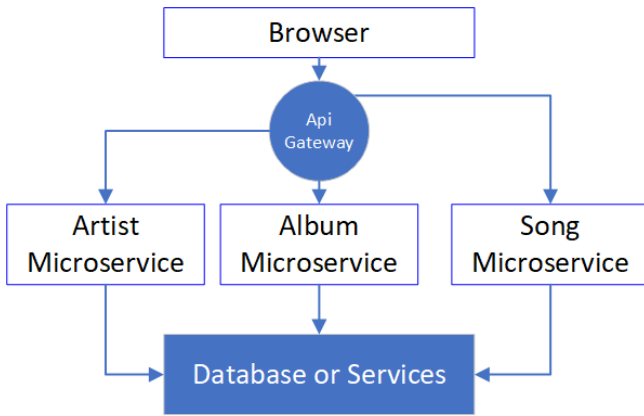 Browser
Api
Gateway
Artist
Microservice
Album
Microservice
Song
Microservice
Database or Services